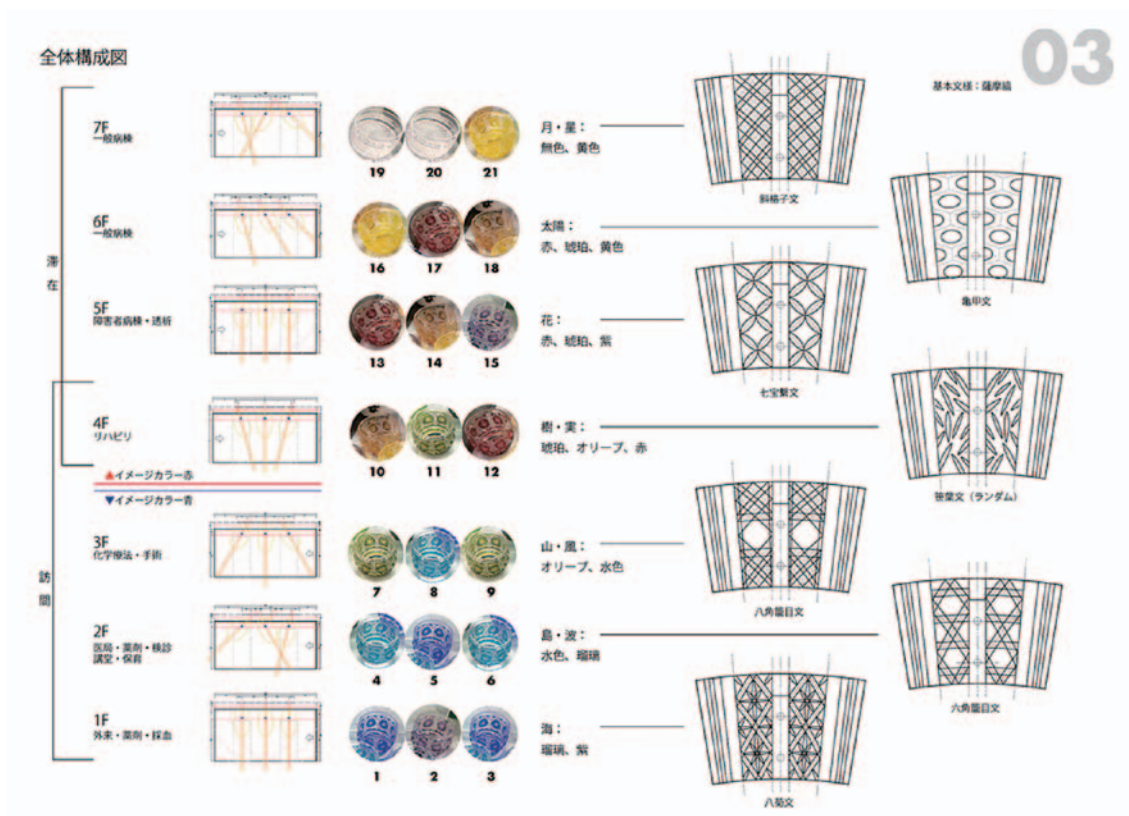 全体構成図
03
基本文様：薩摩縞
滞在
訪問
7F
一般病棟
19 20 21
月・星：
無色、黄色
斜格子文
6F
一般病棟
16 17 18
太陽：
赤、琥珀、黄色
亀甲文
5F
障害者病棟・透析
13 14 15
花：
赤、琥珀、紫
七宝繋文
4F
リハビリ
10 11 12
樹・実：
琥珀、オリーブ、赤
笹葉文（ランダム）
▲イメージカラー赤
▼イメージカラー青
3F
化学療法・手術
7 8 9
山・風：
オリーブ、水色
八角籠目文
2F
医局・薬剤・検診
講堂・保育
4 5 6
島・波：
水色、瑠璃
六角籠目文
1F
外来・薬剤・採血
1 2 3
海：
瑠璃、紫
八菊文